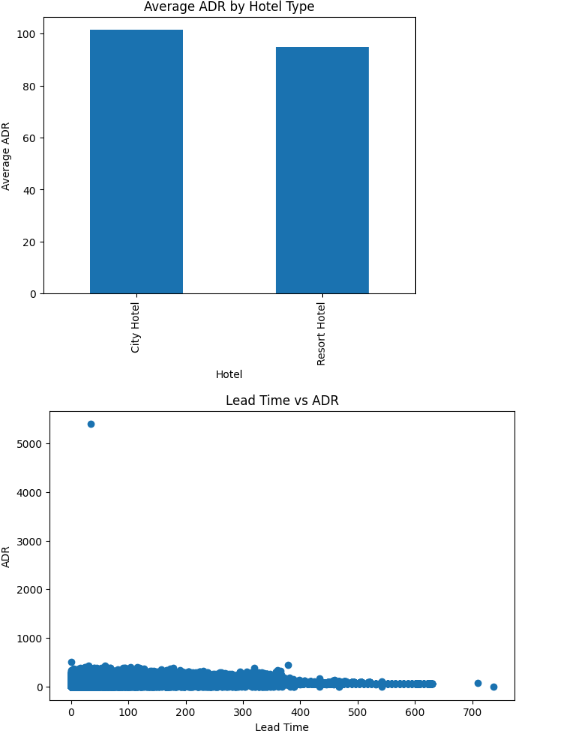 Average ADR by Hotel Type
100
80
60
40
20
0
Average ADR
City Hotel
Resort Hotel
Hotel
Lead Time vs ADR
5000
4000
3000
2000
1000
0
ADR
0 100 200 300 400 500 600 700
Lead Time